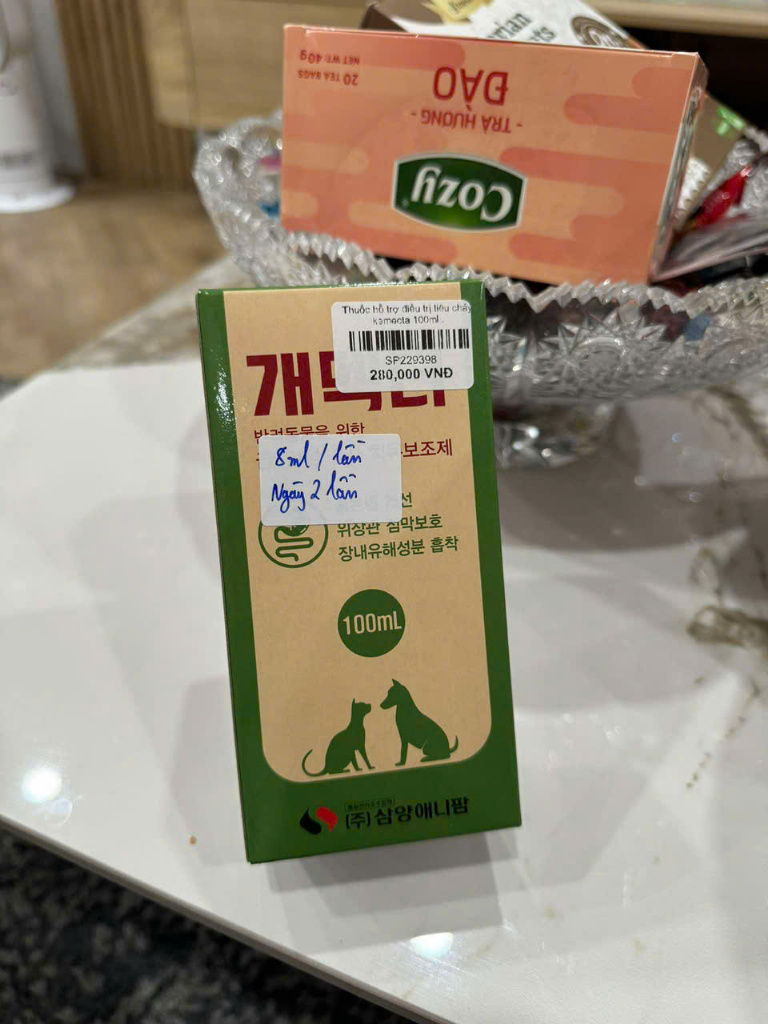 20 TEA BAGS
NET WT: 40g
- TRÀ HƯƠNG -
ĐÀO
Cozy
Thuốc hỗ trợ điều trị tiêu chảy
kamecta 100ml..
SP229398
280,000 VNĐ
개
반려동물을 위한
보조제
8ml / lần
Ngày 2 lần
위장관 점막보호
장내유해성분 흡착
100mL
(주)삼양애니팜